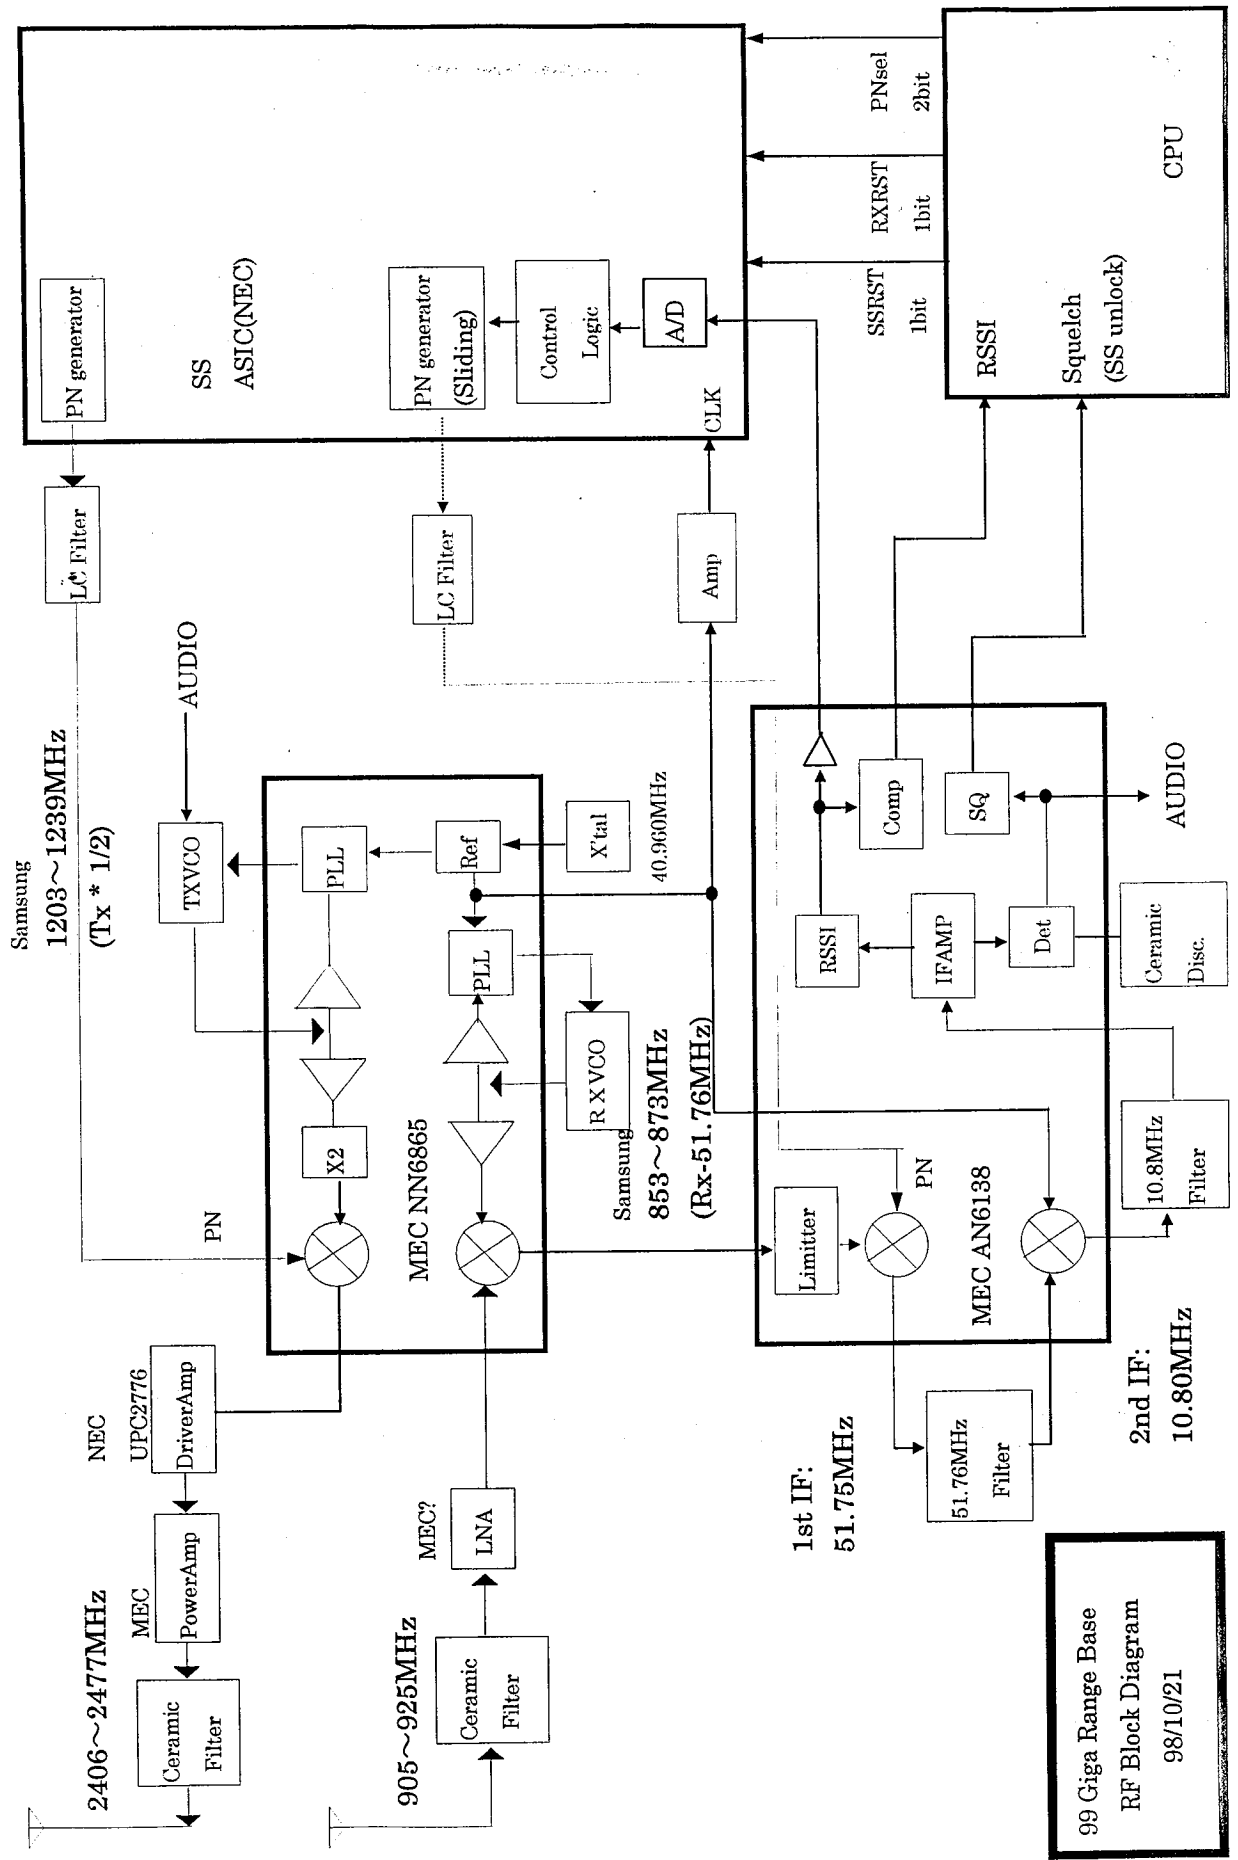 2406～2477MHz
Ceramic
Filter
MEC
PowerAmp
NEC
UPC2776
DriverAmp
PN
Samsung
1203～1239MHz
(Tx * 1/2)
AUDIO
TXVCO
LC Filter
PN generator
SS
ASIC(NEC)
905～925MHz
Ceramic
Filter
MEC?
LNA
MEC NN6865
X2
PLL
Ref
PLL
X'tal
40.960MHz
RXVCO
Samsung
853～873MHz
(Rx-51.76MHz)
LC Filter
PN generator
(Sliding)
Control
Logic
A/D
CLK
Amp
1st IF:
51.75MHz
51.76MHz
Filter
2nd IF:
10.80MHz
Limitter
PN
MEC AN6138
10.8MHz
Filter
RSSI
IFAMP
Det
Ceramic
Disc.
Comp
SQ
AUDIO
SSRST
1bit
RXRST
1bit
PNsel
2bit
RSSI
Squelch
(SS unlock)
CPU
99 Giga Range Base
RF Block Diagram
98/10/21